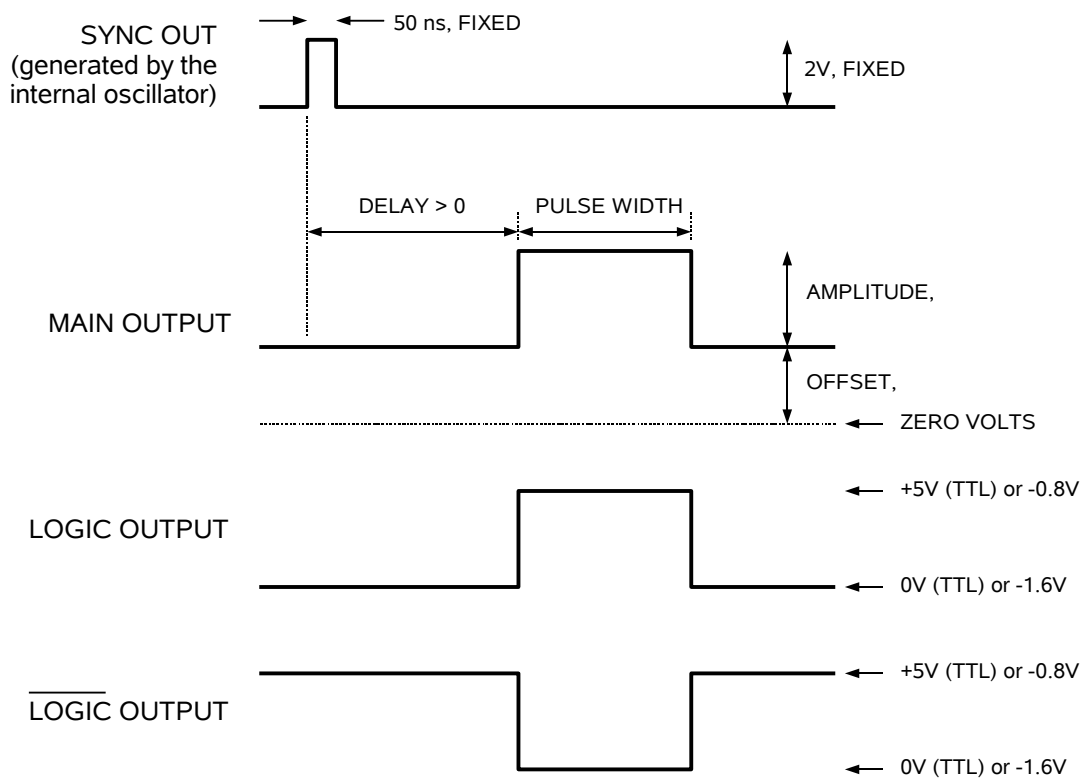 50 ns, FIXED
SYNC OUT
(generated by the
internal oscillator)
2V, FIXED
DELAY > 0
PULSE WIDTH
AMPLITUDE,
MAIN OUTPUT
OFFSET,
ZERO VOLTS
+5V (TTL) or -0.8V
LOGIC OUTPUT
0V (TTL) or -1.6V
+5V (TTL) or -0.8V
LOGIC OUTPUT
0V (TTL) or -1.6V